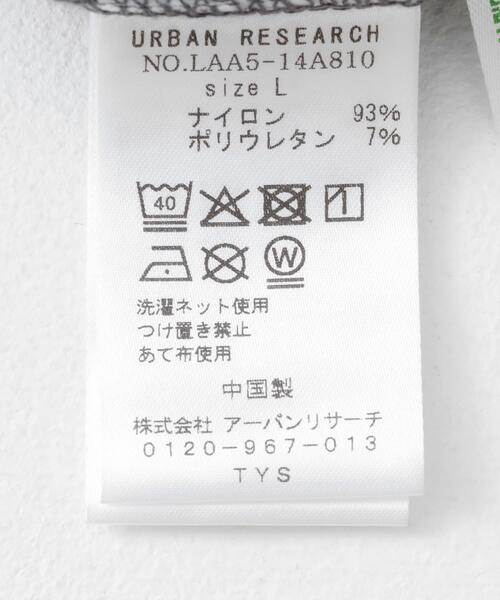 URBAN RESEARCH
NO.LAA5-14A810
size L
ナイロン 93%
ポリウレタン 7%
40
W
洗濯ネット使用
つけ置き禁止
あて布使用
中国製
株式会社 アーバンリサーチ
0120-967-013
TYS